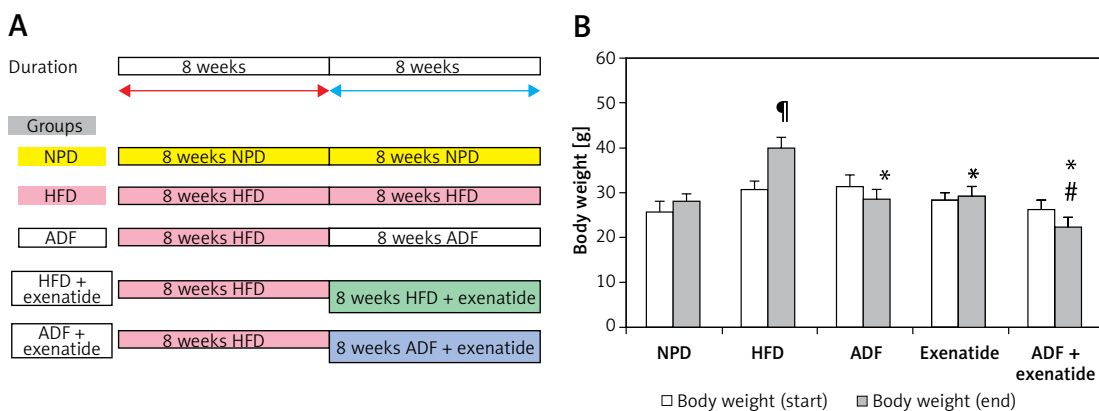 A
Duration
8 weeks
8 weeks
Groups
NPD
8 weeks NPD
8 weeks NPD
HFD
8 weeks HFD
8 weeks HFD
ADF
8 weeks HFD
8 weeks ADF
HFD +
exenatide
8 weeks HFD
8 weeks HFD + exenatide
ADF +
exenatide
8 weeks HFD
8 weeks ADF + exenatide
B
Body weight [g]
60
50
40
30
20
10
0
¶
*
*
*
#
NPD
HFD
ADF
Exenatide
ADF +
exenatide
Body weight (start)
Body weight (end)